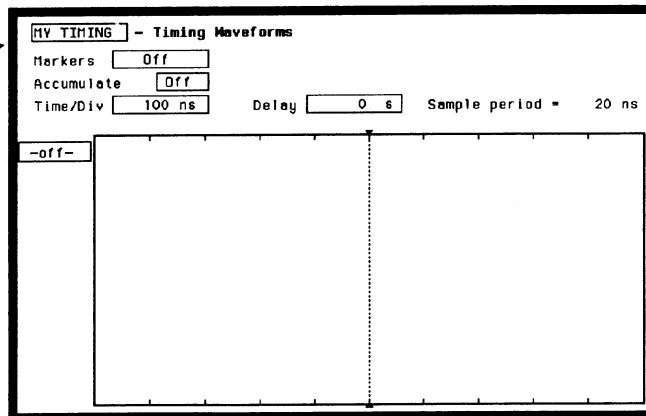 MY TIMING - Timing Waveforms
Markers Off
Accumulate Off
Time/Div 100 ns Delay 0 s Sample period = 20 ns
-off-